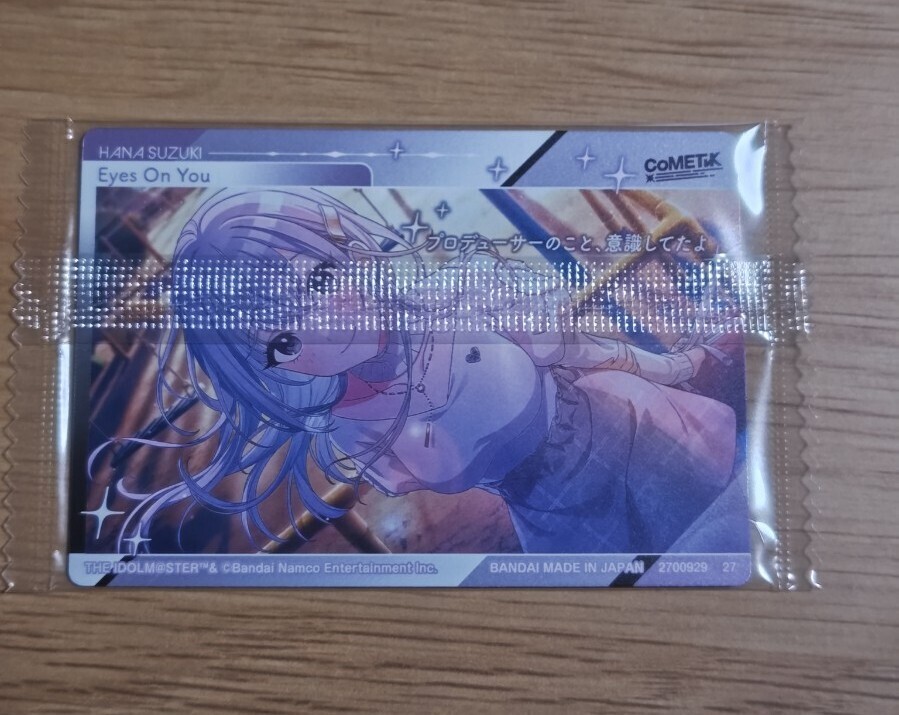 HANA SUZUKI
Eyes On You
CoMETIK
プロデューサーのこと、意識してたよ
THE IDOLM@STER™& ©Bandai Namco Entertainment Inc.
BANDAI MADE IN JAPAN 2700929 27